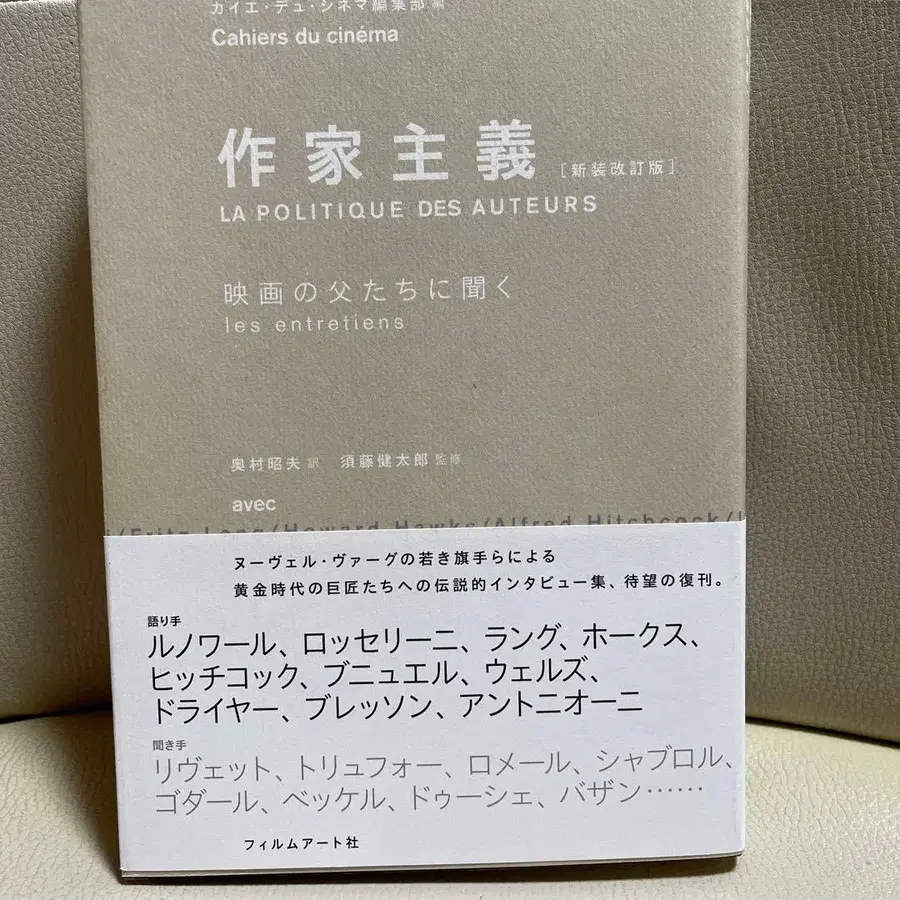 カイエ・デュ・シネマ編集部 編
Cahiers du cinéma
作家主義 [新装改訂版]
LA POLITIQUE DES AUTEURS
映画の父たちに聞く
les entretiens
奥村昭夫 訳 須藤健太郎 監修
avec
/Fritz Lang/Howard Hawks/Alfred Hitchcock/
ヌーヴェル・ヴァーグの若き旗手らによる
黄金時代の巨匠たちへの伝説的インタビュー集、待望の復刊。
語り手
ルノワール、ロッセリーニ、ラング、ホークス、
ヒッチコック、ブニュエル、ウェルズ、
ドライヤー、ブレッソン、アントニオーニ
聞き手
リヴェット、トリュフォー、ロメール、シャブロル、
ゴダール、ベッケル、ドゥーシェ、バザン……
フィルムアート社